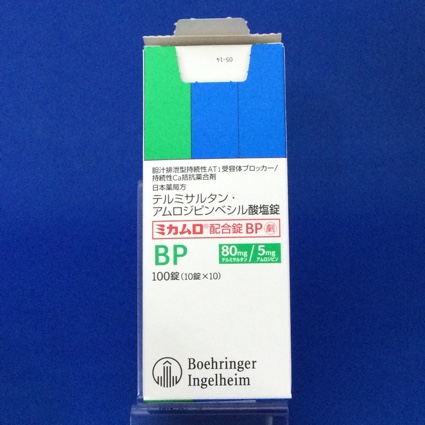 05-14
胆汁排泄型持続性AT1受容体ブロッカー/
持続性Ca拮抗薬合剤
日本薬局方
テルミサルタン・
アムロジピンベシル酸塩錠
ミカムロ®配合錠BP 劇
BP 80mg/5mg
テルミサルタン アムロジピン
100錠(10錠×10)
Boehringer
Ingelheim